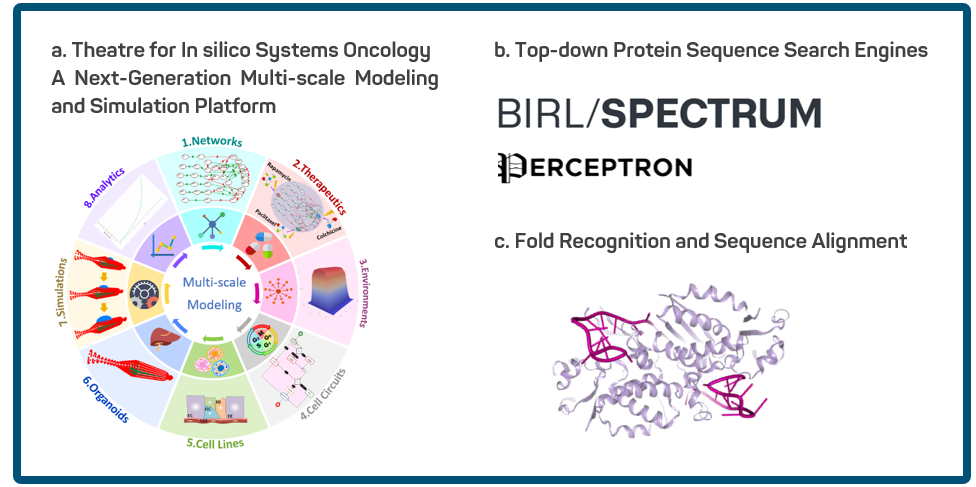 a. Theatre for In silico Systems Oncology
A Next-Generation Multi-scale Modeling
and Simulation Platform
1.Networks
2.Therapeutics
Rapamycin
Paclitaxel
Colchicine
3.Environments
4.Cell Circuits
5.Cell Lines
6.Organoids
7.Simulations
8.Analytics
Multi-scale
Modeling
b. Top-down Protein Sequence Search Engines
BIRL/SPECTRUM
PERCEPTRON
c. Fold Recognition and Sequence Alignment